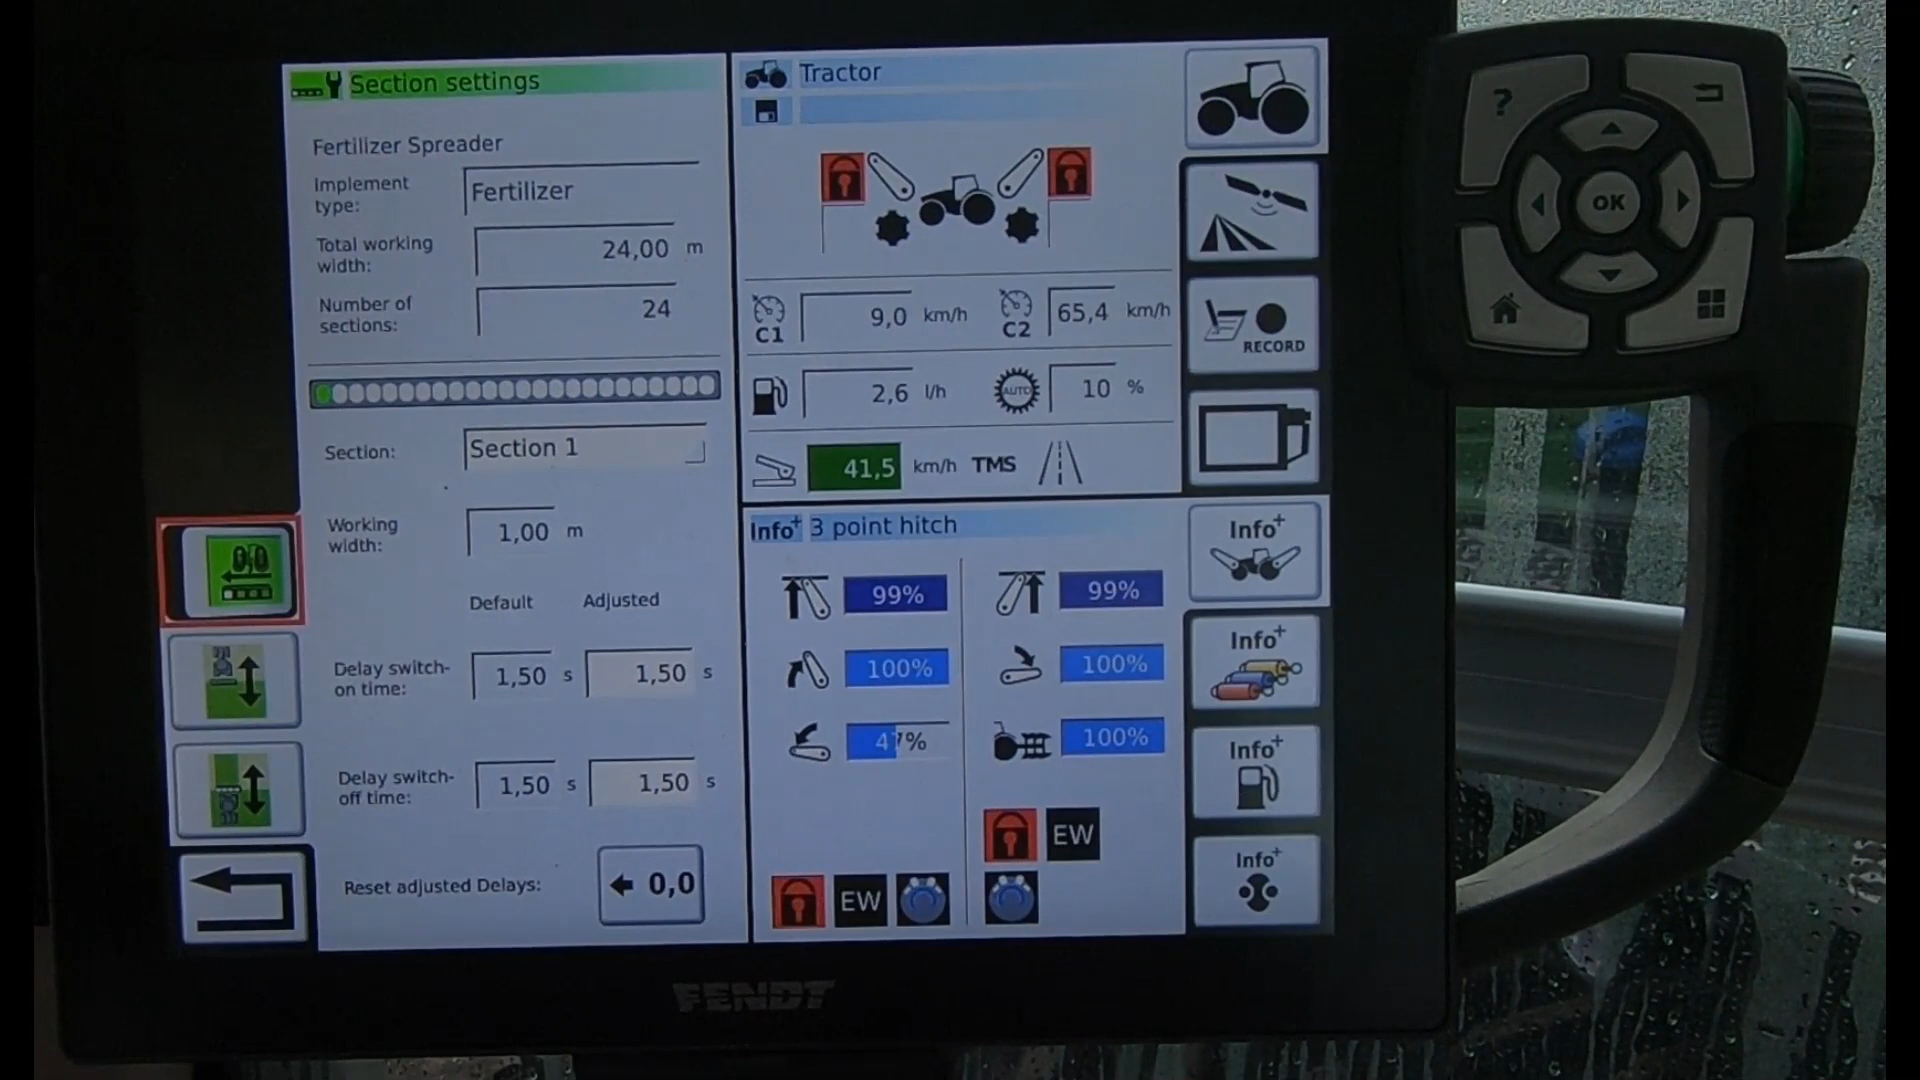 Section settings
Fertilizer Spreader
Implement type: Fertilizer
Total working width: 24,00 m
Number of sections: 24
Section: Section 1
Working width: 1,00 m
Default Adjusted
Delay switch-on time: 1,50 s 1,50 s
Delay switch-off time: 1,50 s 1,50 s
Reset adjusted Delays: 0,0
0,0
Tractor
C1 9,0 km/h C2 65,4 km/h
2,6 l/h AUTO 10 %
41,5 km/h TMS
Info+ 3 point hitch
99% 99%
100% 100%
47% 100%
EW
EW
RECORD
Info+
Info+
Info+
Info+
FENDT
?
OK